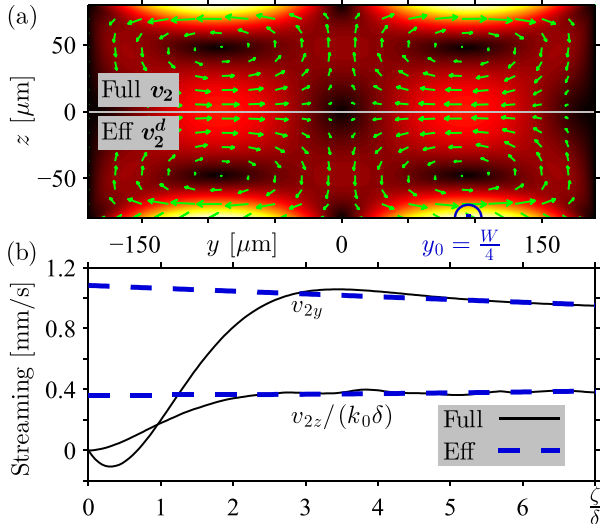 (a)
50
0
−50
z [μm]
Full v₂
Eff v₂ᵈ
−150
y [μm]
0
y₀ = W/4
150
(b)
1.2
0.8
0.4
0
Streaming [mm/s]
v₂y
v₂z/(k₀δ)
Full
Eff
0
1
2
3
4
5
6
ζ/δ